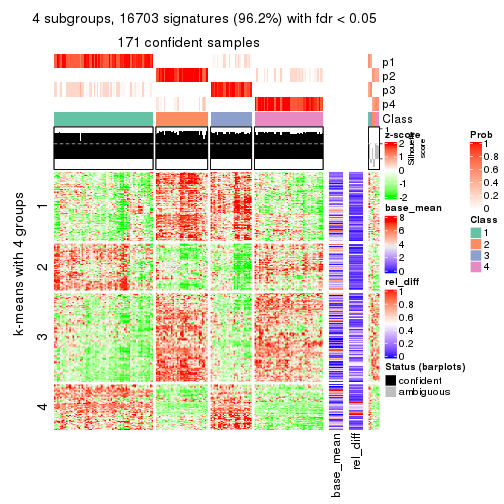 4 subgroups, 16703 signatures (96.2%) with fdr < 0.05
171 confident samples
p1
p2
p3
p4
Class
1
Silhouette
score
z-score
2
1
0
-1
-2
Prob
1
0.8
0.6
0.4
0.2
0
base_mean
8
6
4
2
0
Class
1
2
3
4
rel_diff
1
0.8
0.6
0.4
0.2
0
Status (barplots)
confident
ambiguous
k-means with 4 groups
1
2
3
4
base_mean
rel_diff